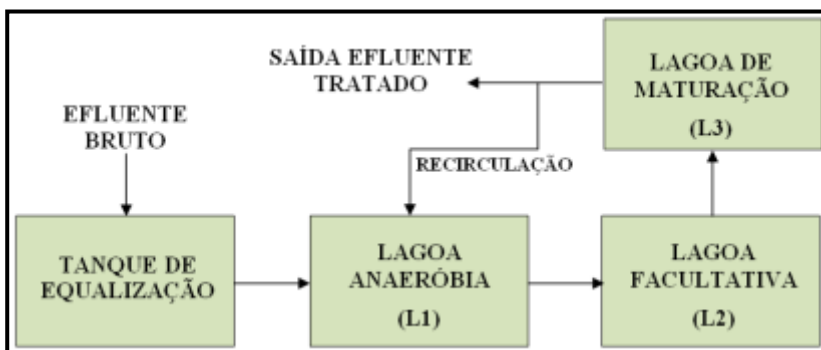 EFLUENTE
BRUTO
TANQUE DE
EQUALIZAÇÃO
LAGOA
ANAERÓBIA
(L1)
LAGOA
FACULTATIVA
(L2)
LAGOA DE
MATURAÇÃO
(L3)
SAÍDA EFLUENTE
TRATADO
RECIRCULAÇÃO